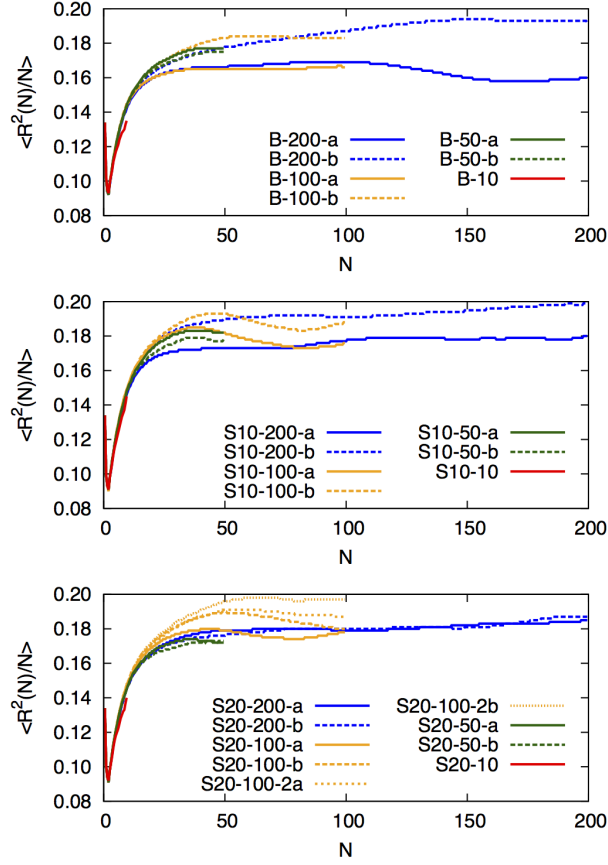 0.20
0.18
0.16
0.14
0.12
0.10
0.08
<R²(N)/N>
B-200-a
B-200-b
B-100-a
B-100-b
B-50-a
B-50-b
B-10
0 50 100 150 200
N
0.20
0.18
0.16
0.14
0.12
0.10
0.08
<R²(N)/N>
S10-200-a
S10-200-b
S10-100-a
S10-100-b
S10-50-a
S10-50-b
S10-10
0 50 100 150 200
N
0.20
0.18
0.16
0.14
0.12
0.10
0.08
<R²(N)/N>
S20-200-a
S20-200-b
S20-100-a
S20-100-b
S20-100-2a
S20-100-2b
S20-50-a
S20-50-b
S20-10
0 50 100 150 200
N